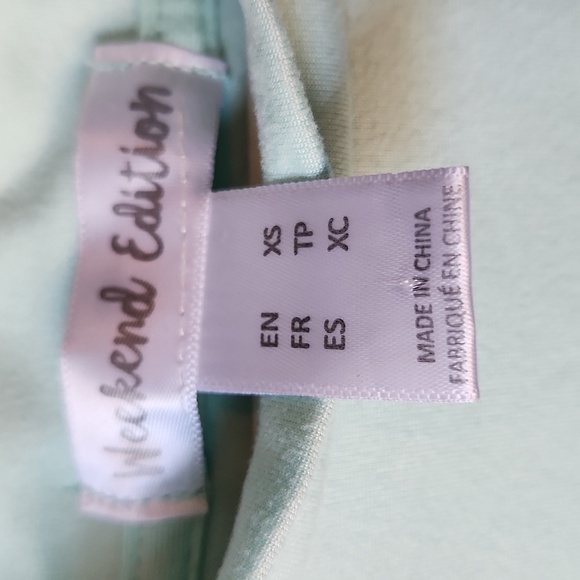 Weekend Edition
EN XS
FR TP
ES XC
MADE IN CHINA
FABRIQUÉ EN CHINE